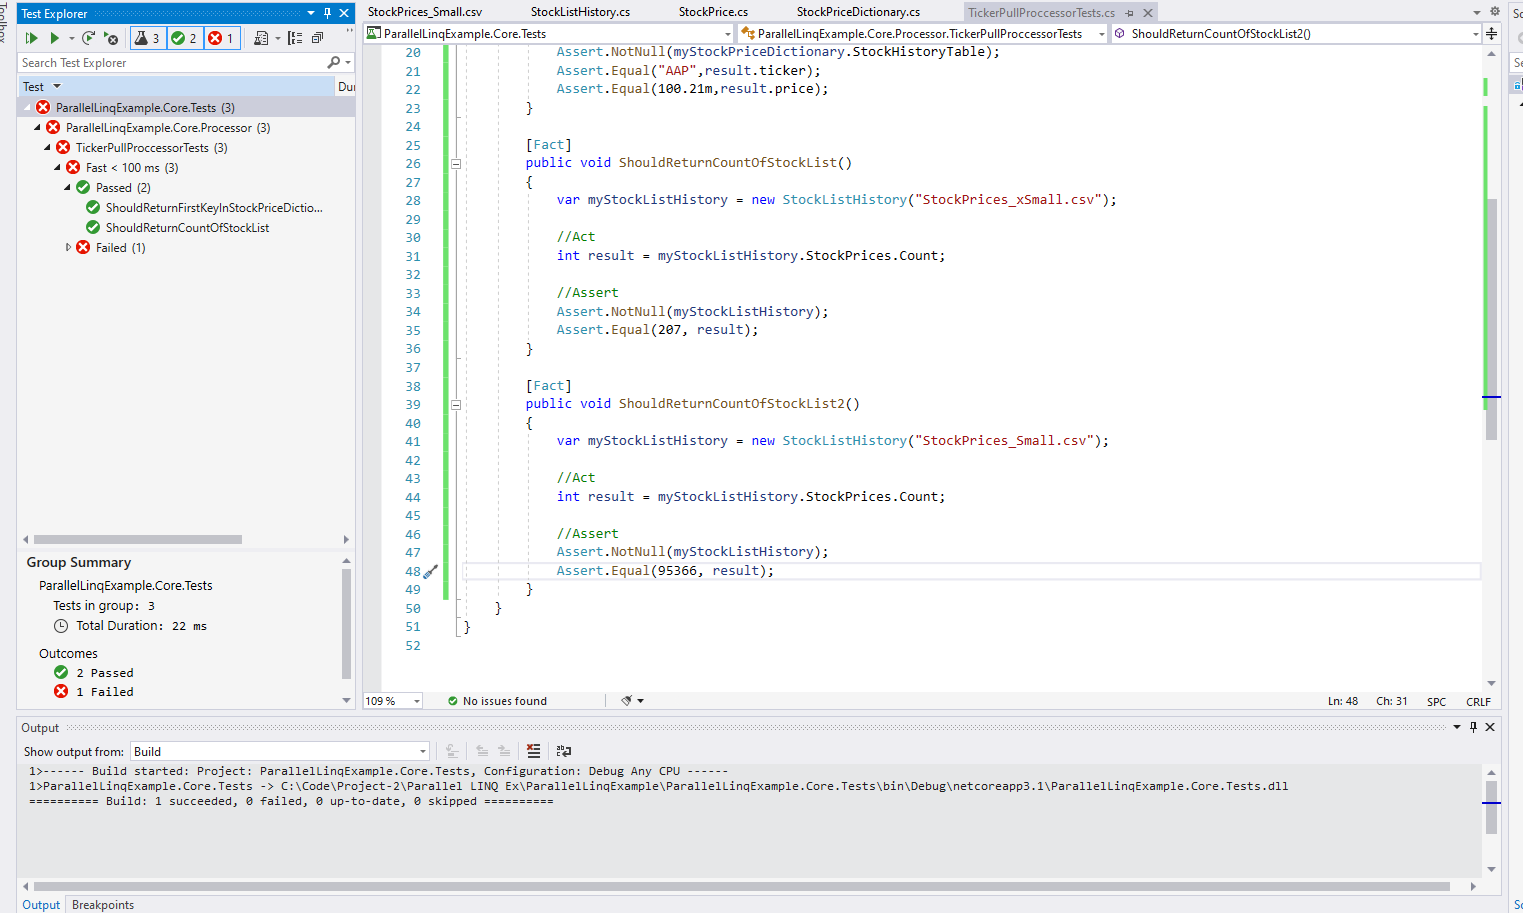 Toolbox
Test Explorer
3
2
1
Search Test Explorer
Test
Du
ParallelLinqExample.Core.Tests (3)
ParallelLinqExample.Core.Processor (3)
TickerPullProccessorTests (3)
Fast < 100 ms (3)
Passed (2)
ShouldReturnFirstKeyInStockPriceDictio...
ShouldReturnCountOfStockList
Failed (1)
Group Summary
ParallelLinqExample.Core.Tests
Tests in group: 3
Total Duration: 22 ms
Outcomes
2 Passed
1 Failed
StockPrices_Small.csv
StockListHistory.cs
StockPrice.cs
StockPriceDictionary.cs
TickerPullProccessorTests.cs
ParallelLinqExample.Core.Tests
ParallelLinqExample.Core.Processor.TickerPullProccessorTests
ShouldReturnCountOfStockList2()
20 Assert.NotNull(myStockPriceDictionary.StockHistoryTable);
21 Assert.Equal("AAP",result.ticker);
22 Assert.Equal(100.21m,result.price);
23 }
24
25 [Fact]
26 public void ShouldReturnCountOfStockList()
27 {
28 var myStockListHistory = new StockListHistory("StockPrices_xSmall.csv");
29
30 //Act
31 int result = myStockListHistory.StockPrices.Count;
32
33 //Assert
34 Assert.NotNull(myStockListHistory);
35 Assert.Equal(207, result);
36 }
37
38 [Fact]
39 public void ShouldReturnCountOfStockList2()
40 {
41 var myStockListHistory = new StockListHistory("StockPrices_Small.csv");
42
43 //Act
44 int result = myStockListHistory.StockPrices.Count;
45
46 //Assert
47 Assert.NotNull(myStockListHistory);
48 Assert.Equal(95366, result);
49 }
50 }
51 }
52
109 %
No issues found
Ln: 48 Ch: 31 SPC CRLF
Output
Show output from: Build
1>------ Build started: Project: ParallelLinqExample.Core.Tests, Configuration: Debug Any CPU ------
1>ParallelLinqExample.Core.Tests -> C:\Code\Project-2\Parallel LINQ Ex\ParallelLinqExample\ParallelLinqExample.Core.Tests\bin\Debug\netcoreapp3.1\ParallelLinqExample.Core.Tests.dll
========== Build: 1 succeeded, 0 failed, 0 up-to-date, 0 skipped ==========
Output
Breakpoints